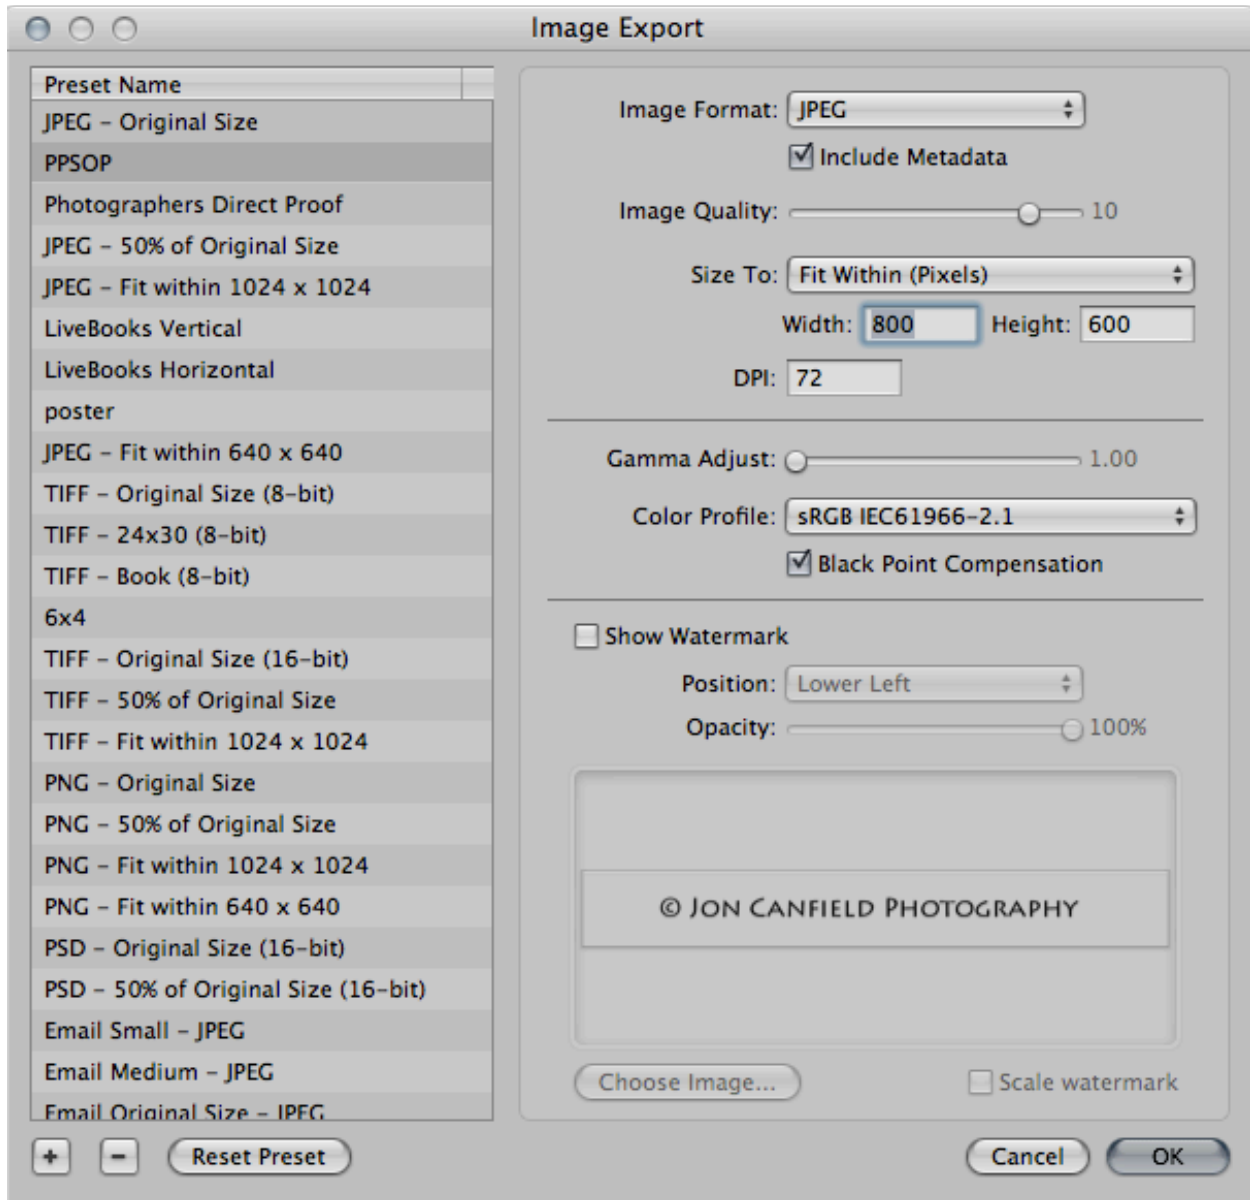 Image Export
Preset Name
JPEG – Original Size
PPSOP
Photographers Direct Proof
JPEG – 50% of Original Size
JPEG – Fit within 1024 x 1024
LiveBooks Vertical
LiveBooks Horizontal
poster
JPEG – Fit within 640 x 640
TIFF – Original Size (8-bit)
TIFF – 24x30 (8-bit)
TIFF – Book (8-bit)
6x4
TIFF – Original Size (16-bit)
TIFF – 50% of Original Size
TIFF – Fit within 1024 x 1024
PNG – Original Size
PNG – 50% of Original Size
PNG – Fit within 1024 x 1024
PNG – Fit within 640 x 640
PSD – Original Size (16-bit)
PSD – 50% of Original Size (16-bit)
Email Small – JPEG
Email Medium – JPEG
Email Original Size – JPEG
+ – Reset Preset
Image Format: JPEG
Include Metadata
Image Quality: 10
Size To: Fit Within (Pixels)
Width: 800 Height: 600
DPI: 72
Gamma Adjust: 1.00
Color Profile: sRGB IEC61966-2.1
Black Point Compensation
Show Watermark
Position: Lower Left
Opacity: 100%
© JON CANFIELD PHOTOGRAPHY
Choose Image... Scale watermark
Cancel OK